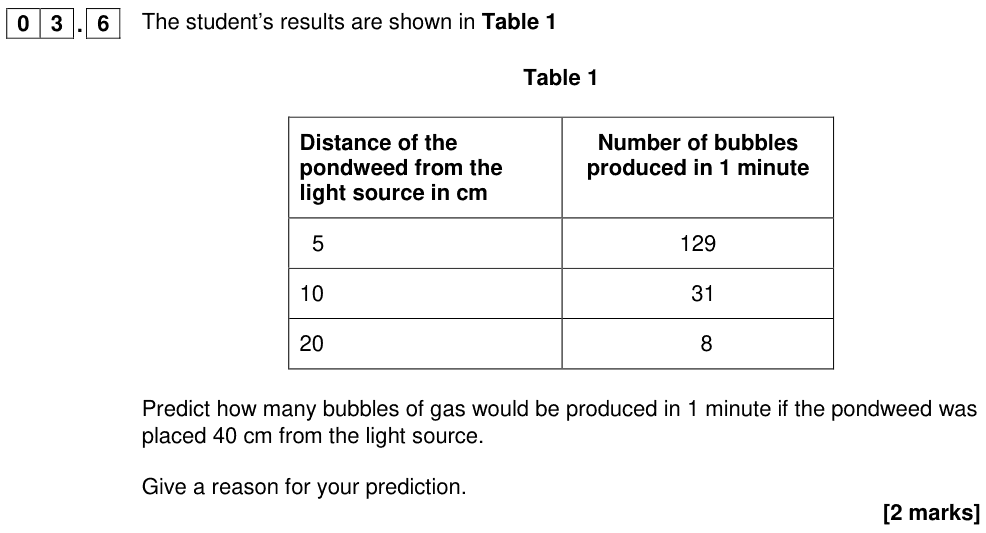 0 3 . 6 The student’s results are shown in Table 1
Table 1
Distance of the
pondweed from the
light source in cm
Number of bubbles
produced in 1 minute
5 129
10 31
20 8
Predict how many bubbles of gas would be produced in 1 minute if the pondweed was
placed 40 cm from the light source.
Give a reason for your prediction.
[2 marks]